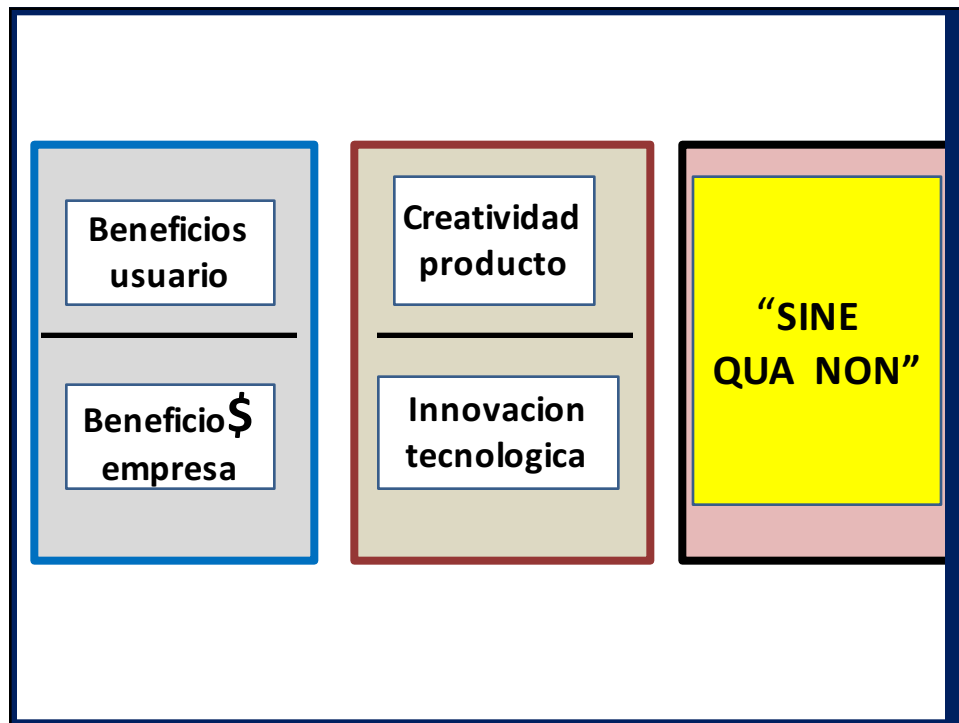 Beneficios
usuario
Beneficio$
empresa
Creatividad
producto
Innovacion
tecnologica
“SINE
QUA NON”